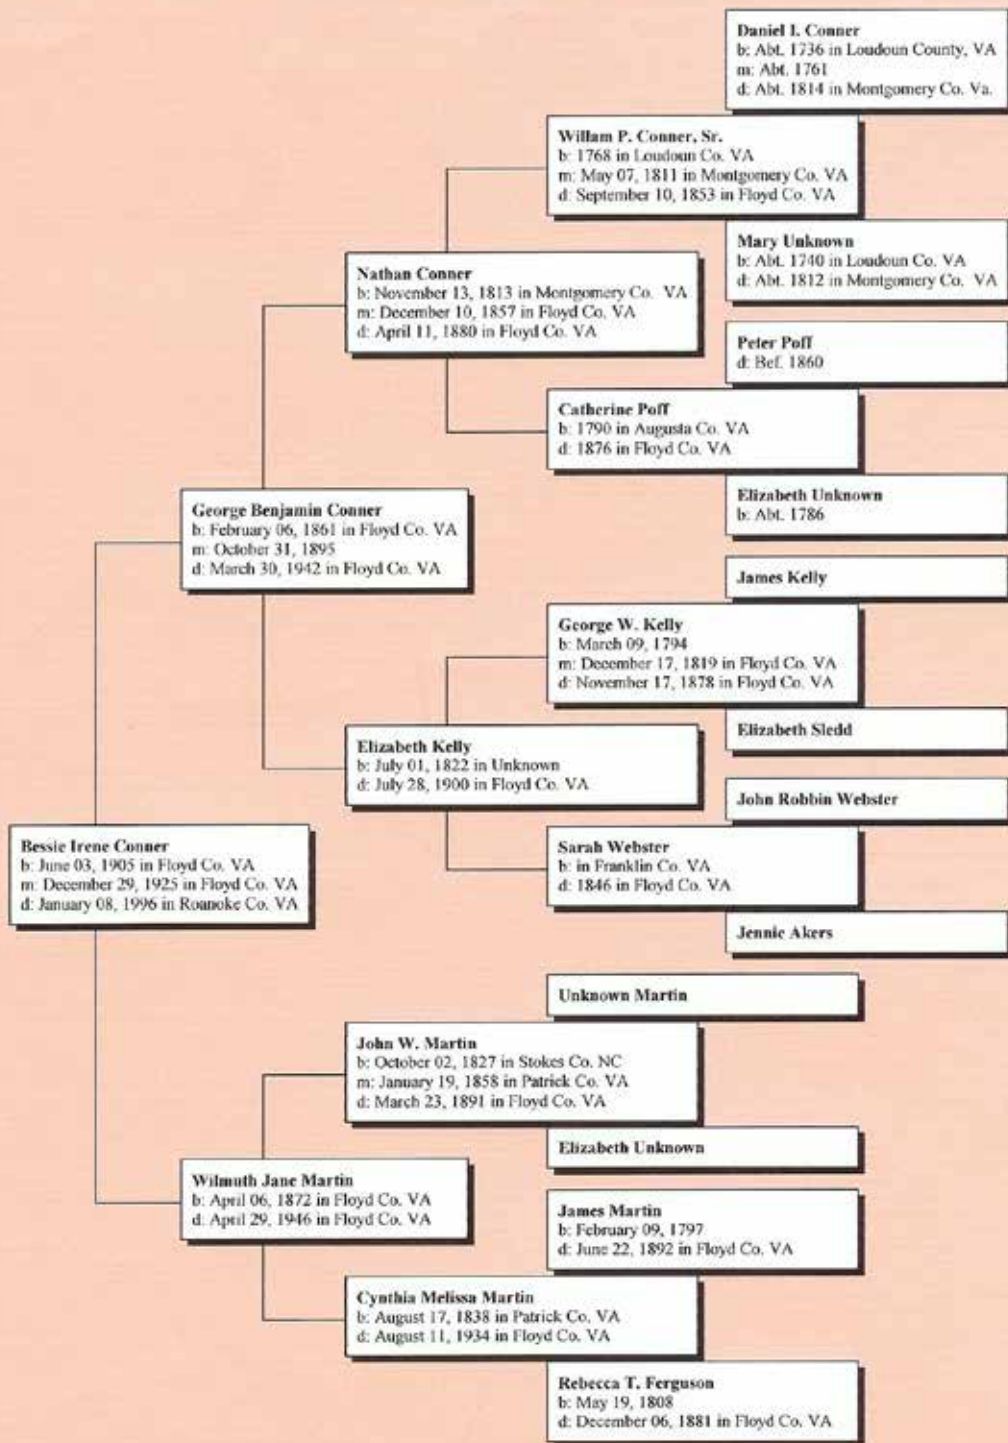 Daniel I. Conner
b: Abt. 1736 in Loudoun County, VA
m: Abt. 1761
d: Abt. 1814 in Montgomery Co. Va.
Willam P. Conner, Sr.
b: 1768 in Loudoun Co. VA
m: May 07, 1811 in Montgomery Co. VA
d: September 10, 1853 in Floyd Co. VA
Mary Unknown
b: Abt. 1740 in Loudoun Co. VA
d: Abt. 1812 in Montgomery Co. VA
Nathan Conner
b: November 13, 1813 in Montgomery Co. VA
m: December 10, 1857 in Floyd Co. VA
d: April 11, 1880 in Floyd Co. VA
Peter Poff
d: Bef. 1860
Catherine Poff
b: 1790 in Augusta Co. VA
d: 1876 in Floyd Co. VA
Elizabeth Unknown
b: Abt. 1786
George Benjamin Conner
b: February 06, 1861 in Floyd Co. VA
m: October 31, 1895
d: March 30, 1942 in Floyd Co. VA
James Kelly
George W. Kelly
b: March 09, 1794
m: December 17, 1819 in Floyd Co. VA
d: November 17, 1878 in Floyd Co. VA
Elizabeth Sledd
Elizabeth Kelly
b: July 01, 1822 in Unknown
d: July 28, 1900 in Floyd Co. VA
John Robbin Webster
Sarah Webster
b: in Franklin Co. VA
d: 1846 in Floyd Co. VA
Jennie Akers
Bessie Irene Conner
b: June 03, 1905 in Floyd Co. VA
m: December 29, 1925 in Floyd Co. VA
d: January 08, 1996 in Roanoke Co. VA
Unknown Martin
John W. Martin
b: October 02, 1827 in Stokes Co. NC
m: January 19, 1858 in Patrick Co. VA
d: March 23, 1891 in Floyd Co. VA
Elizabeth Unknown
Wilmuth Jane Martin
b: April 06, 1872 in Floyd Co. VA
d: April 29, 1946 in Floyd Co. VA
James Martin
b: February 09, 1797
d: June 22, 1892 in Floyd Co. VA
Cynthia Melissa Martin
b: August 17, 1838 in Patrick Co. VA
d: August 11, 1934 in Floyd Co. VA
Rebecca T. Ferguson
b: May 19, 1808
d: December 06, 1881 in Floyd Co. VA